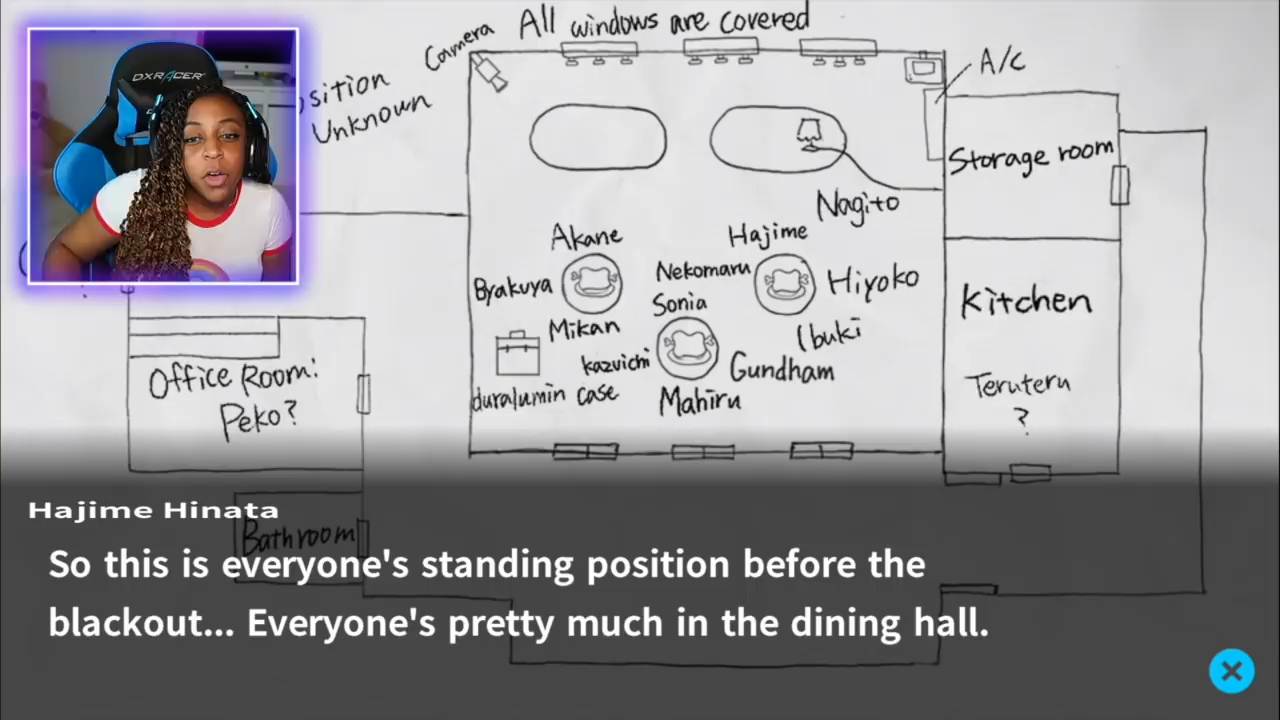 All windows are covered
Camera
A/C
DXRACER
osition
Unknown
Storage room
Nagito
Akane
Hajime
Byakuya
Nekomaru
Hiyoko
Sonia
Kitchen
Mikan
Ibuki
kazuichi
Gundham
Office Room:
Peko?
duralumin case
Mahiru
Teruteru
?
Hajime Hinata
Bathroom
So this is everyone's standing position before the
blackout... Everyone's pretty much in the dining hall.